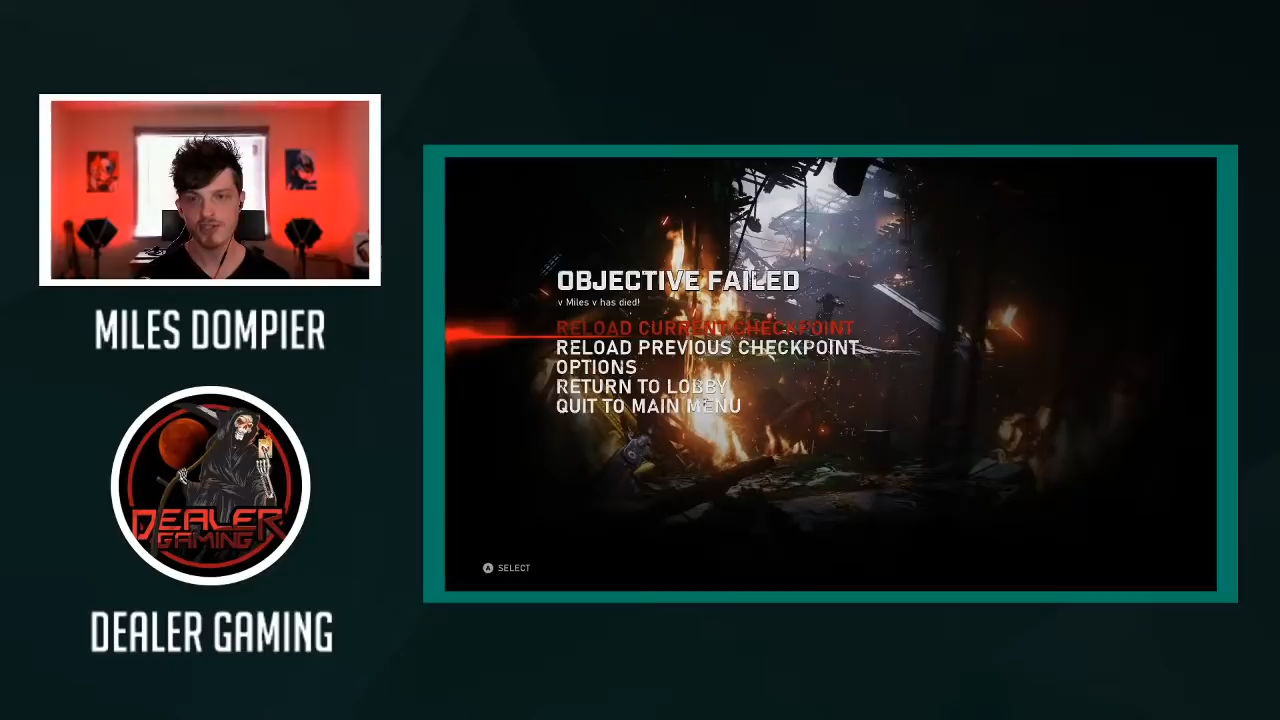 MILES DOMPIER
DEALER
GAMING
DEALER GAMING
OBJECTIVE FAILED
v Miles v has died!
RELOAD CURRENT CHECKPOINT
RELOAD PREVIOUS CHECKPOINT
OPTIONS
RETURN TO LOBBY
QUIT TO MAIN MENU
A SELECT